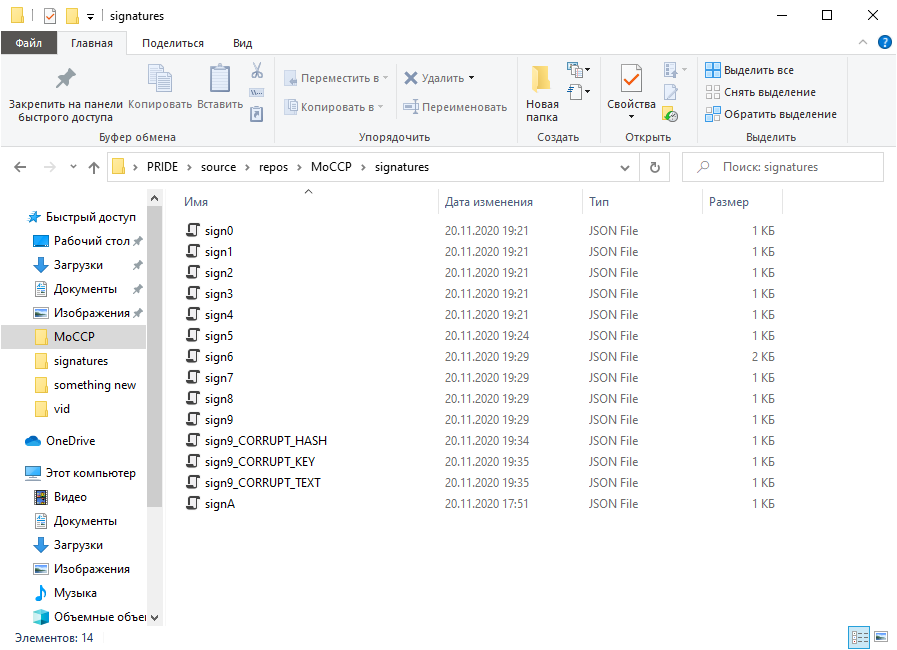 signatures
Файл Главная Поделиться Вид
Закрепить на панели быстрого доступа
Копировать
Вставить
Буфер обмена
Переместить в
Копировать в
Удалить
Переименовать
Упорядочить
Новая папка
Создать
Свойства
Открыть
Выделить все
Снять выделение
Обратить выделение
Выделить
PRIDE source repos MoCCP signatures
Поиск: signatures
Быстрый доступ
Рабочий стол
Загрузки
Документы
Изображения
MoCCP
signatures
something new
vid
OneDrive
Этот компьютер
Видео
Документы
Загрузки
Изображения
Музыка
Объемные объе
Имя Дата изменения Тип Размер
sign0 20.11.2020 19:21 JSON File 1 КБ
sign1 20.11.2020 19:21 JSON File 1 КБ
sign2 20.11.2020 19:21 JSON File 1 КБ
sign3 20.11.2020 19:21 JSON File 1 КБ
sign4 20.11.2020 19:21 JSON File 1 КБ
sign5 20.11.2020 19:24 JSON File 1 КБ
sign6 20.11.2020 19:29 JSON File 2 КБ
sign7 20.11.2020 19:29 JSON File 1 КБ
sign8 20.11.2020 19:29 JSON File 1 КБ
sign9 20.11.2020 19:29 JSON File 1 КБ
sign9_CORRUPT_HASH 20.11.2020 19:34 JSON File 1 КБ
sign9_CORRUPT_KEY 20.11.2020 19:35 JSON File 1 КБ
sign9_CORRUPT_TEXT 20.11.2020 19:35 JSON File 1 КБ
signA 20.11.2020 17:51 JSON File 1 КБ
Элементов: 14